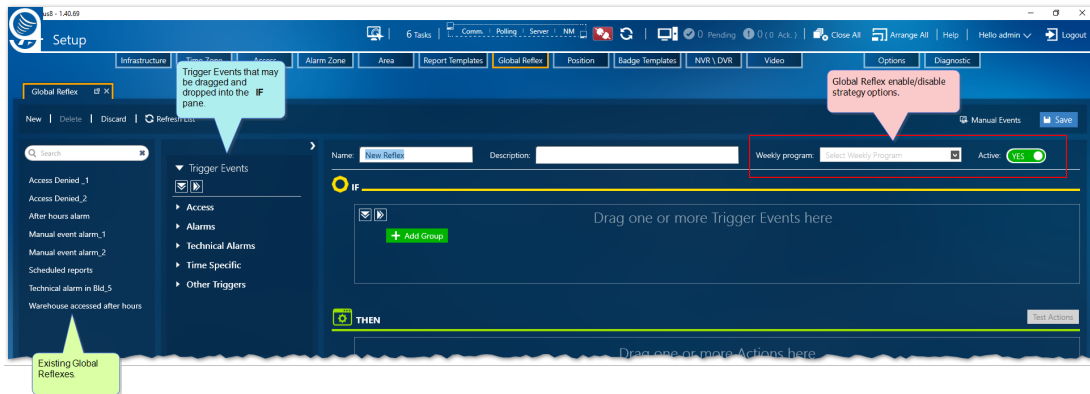 us8 - 1.40.69
Setup
6 Tasks | Comm. Polling Server NM 0 Pending 0 ( 0 Ack. ) Close All Arrange All Help Hello admin Logout
Infrastructure Time Zone Access Alarm Zone Area Report Templates Global Reflex Position Badge Templates NVR \ DVR Video Options Diagnostic
Trigger Events that may
be dragged and
dropped into the IF
pane.
Global Reflex enable/disable
strategy options.
Global Reflex
New | Delete | Discard | Refresh List
Manual Events Save
Search
Access Denied _1
Access Denied_2
After hours alarm
Manual event alarm_1
Manual event alarm_2
Scheduled reports
Technical alarm in Bld_5
Warehouse accessed after hours
Existing Global
Reflexes.
Trigger Events
Access
Alarms
Technical Alarms
Time Specific
Other Triggers
Name: New Reflex Description: Weekly program: Select Weekly Program Active: YES
IF
Drag one or more Trigger Events here
Add Group
THEN
Test Actions
Drag one or more Actions here